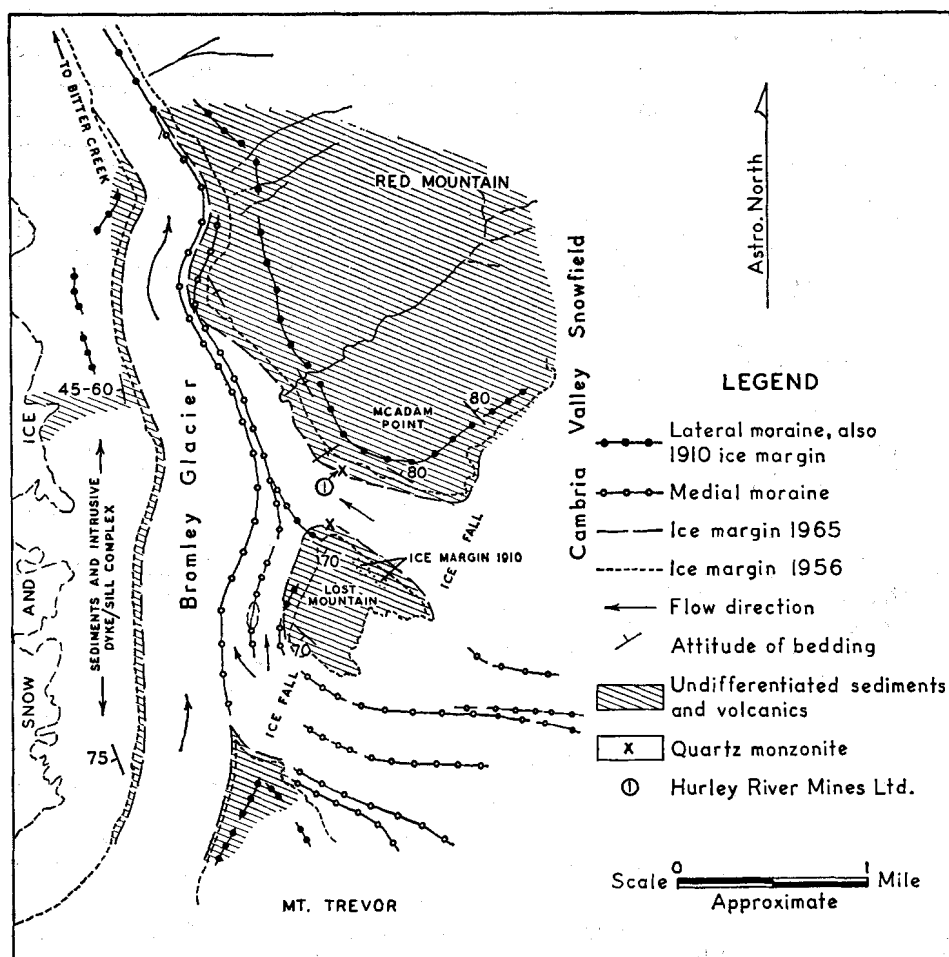 TO BITTER CREEK
RED MOUNTAIN
Astro. North
Cambria Valley Snowfield
45-60
SNOW AND ICE
SEDIMENTS AND INTRUSIVE
DYKE/SILL COMPLEX
Bromley Glacier
MCADAM
POINT
80
80
1
ICE FALL
ICE MARGIN 1910
70
LOST
MOUNTAIN
70
ICE FALL
75
MT. TREVOR
LEGEND
Lateral moraine, also
1910 ice margin
Medial moraine
Ice margin 1965
Ice margin 1956
Flow direction
Attitude of bedding
Undifferentiated sediments
and volcanics
X Quartz monzonite
1 Hurley River Mines Ltd.
0 1
Scale Mile
Approximate